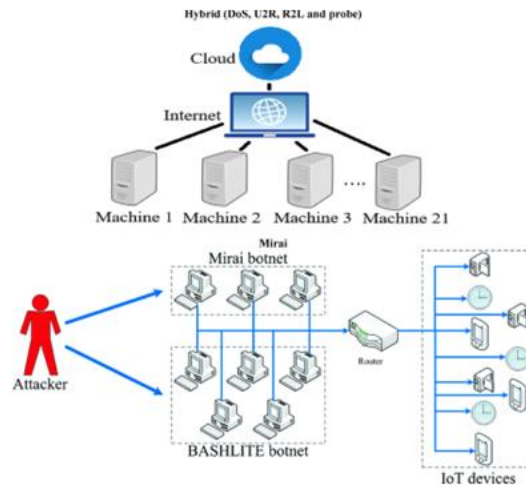 Hybrid (DoS, U2R, R2L and probe)
Cloud
Internet
Machine 1 Machine 2 Machine 3 .... Machine 21
Mirai
Mirai botnet
Attacker
Router
BASHLITE botnet
IoT devices